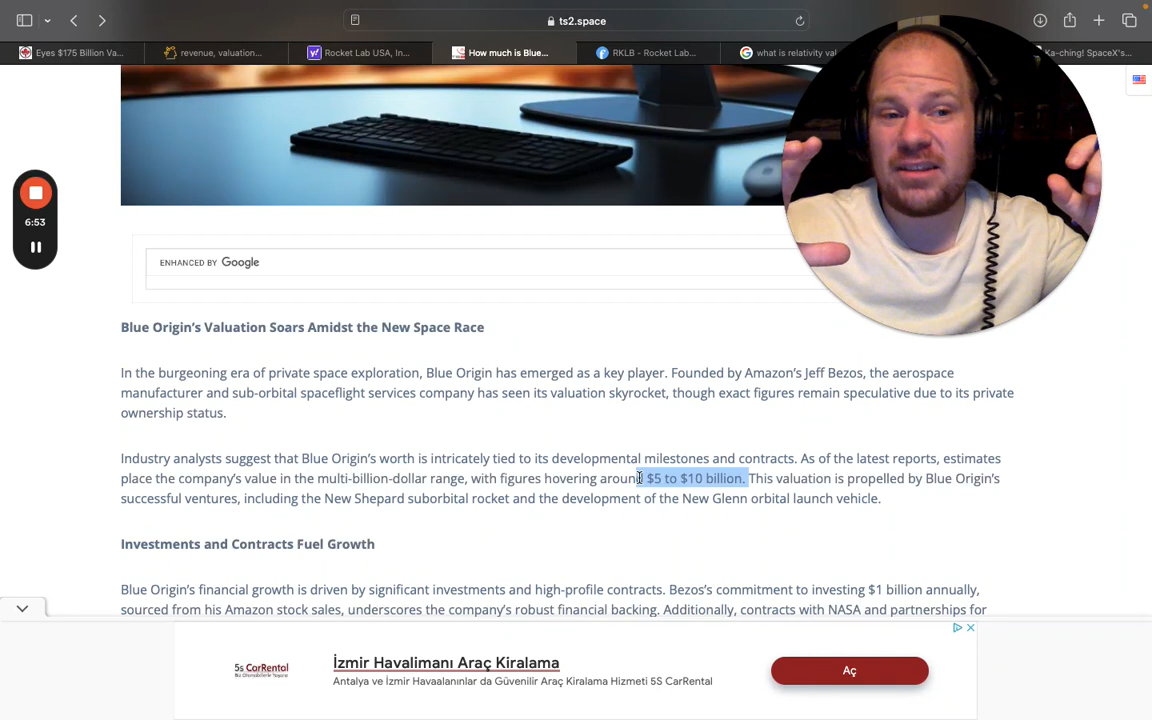 ts2.space
Eyes $175 Billion Va...
revenue, valuation...
Rocket Lab USA, In...
How much is Blue...
RKLB - Rocket Lab...
what is relativity val
Ka-ching! SpaceX's...
6:53
ENHANCED BY Google
Blue Origin’s Valuation Soars Amidst the New Space Race
In the burgeoning era of private space exploration, Blue Origin has emerged as a key player. Founded by Amazon’s Jeff Bezos, the aerospace
manufacturer and sub-orbital spaceflight services company has seen its valuation skyrocket, though exact figures remain speculative due to its private
ownership status.
Industry analysts suggest that Blue Origin’s worth is intricately tied to its developmental milestones and contracts. As of the latest reports, estimates
place the company’s value in the multi-billion-dollar range, with figures hovering around $5 to $10 billion. This valuation is propelled by Blue Origin’s
successful ventures, including the New Shepard suborbital rocket and the development of the New Glenn orbital launch vehicle.
Investments and Contracts Fuel Growth
Blue Origin’s financial growth is driven by significant investments and high-profile contracts. Bezos’s commitment to investing $1 billion annually,
sourced from his Amazon stock sales, underscores the company’s robust financial backing. Additionally, contracts with NASA and partnerships for
5s CarRental
İzmir Havalimanı Araç Kiralama
Antalya ve İzmir Havaalanınlar da Güvenilir Araç Kiralama Hizmeti 5S CarRental
Aç